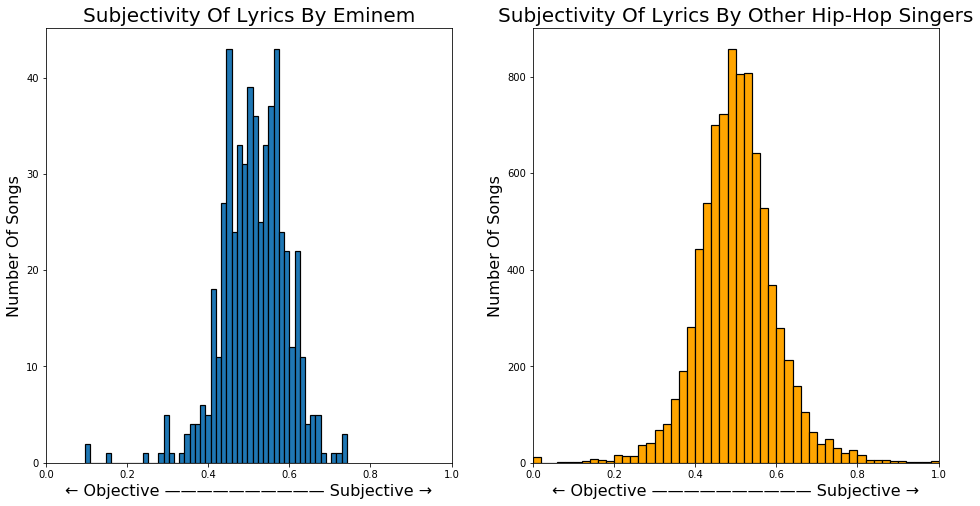 Subjectivity Of Lyrics By Eminem
Number Of Songs
40
30
20
10
0
0.0 0.2 0.4 0.6 0.8 1.0
← Objective —————————— Subjective →
Subjectivity Of Lyrics By Other Hip-Hop Singers
Number Of Songs
800
600
400
200
0
0.0 0.2 0.4 0.6 0.8 1.0
← Objective —————————— Subjective →